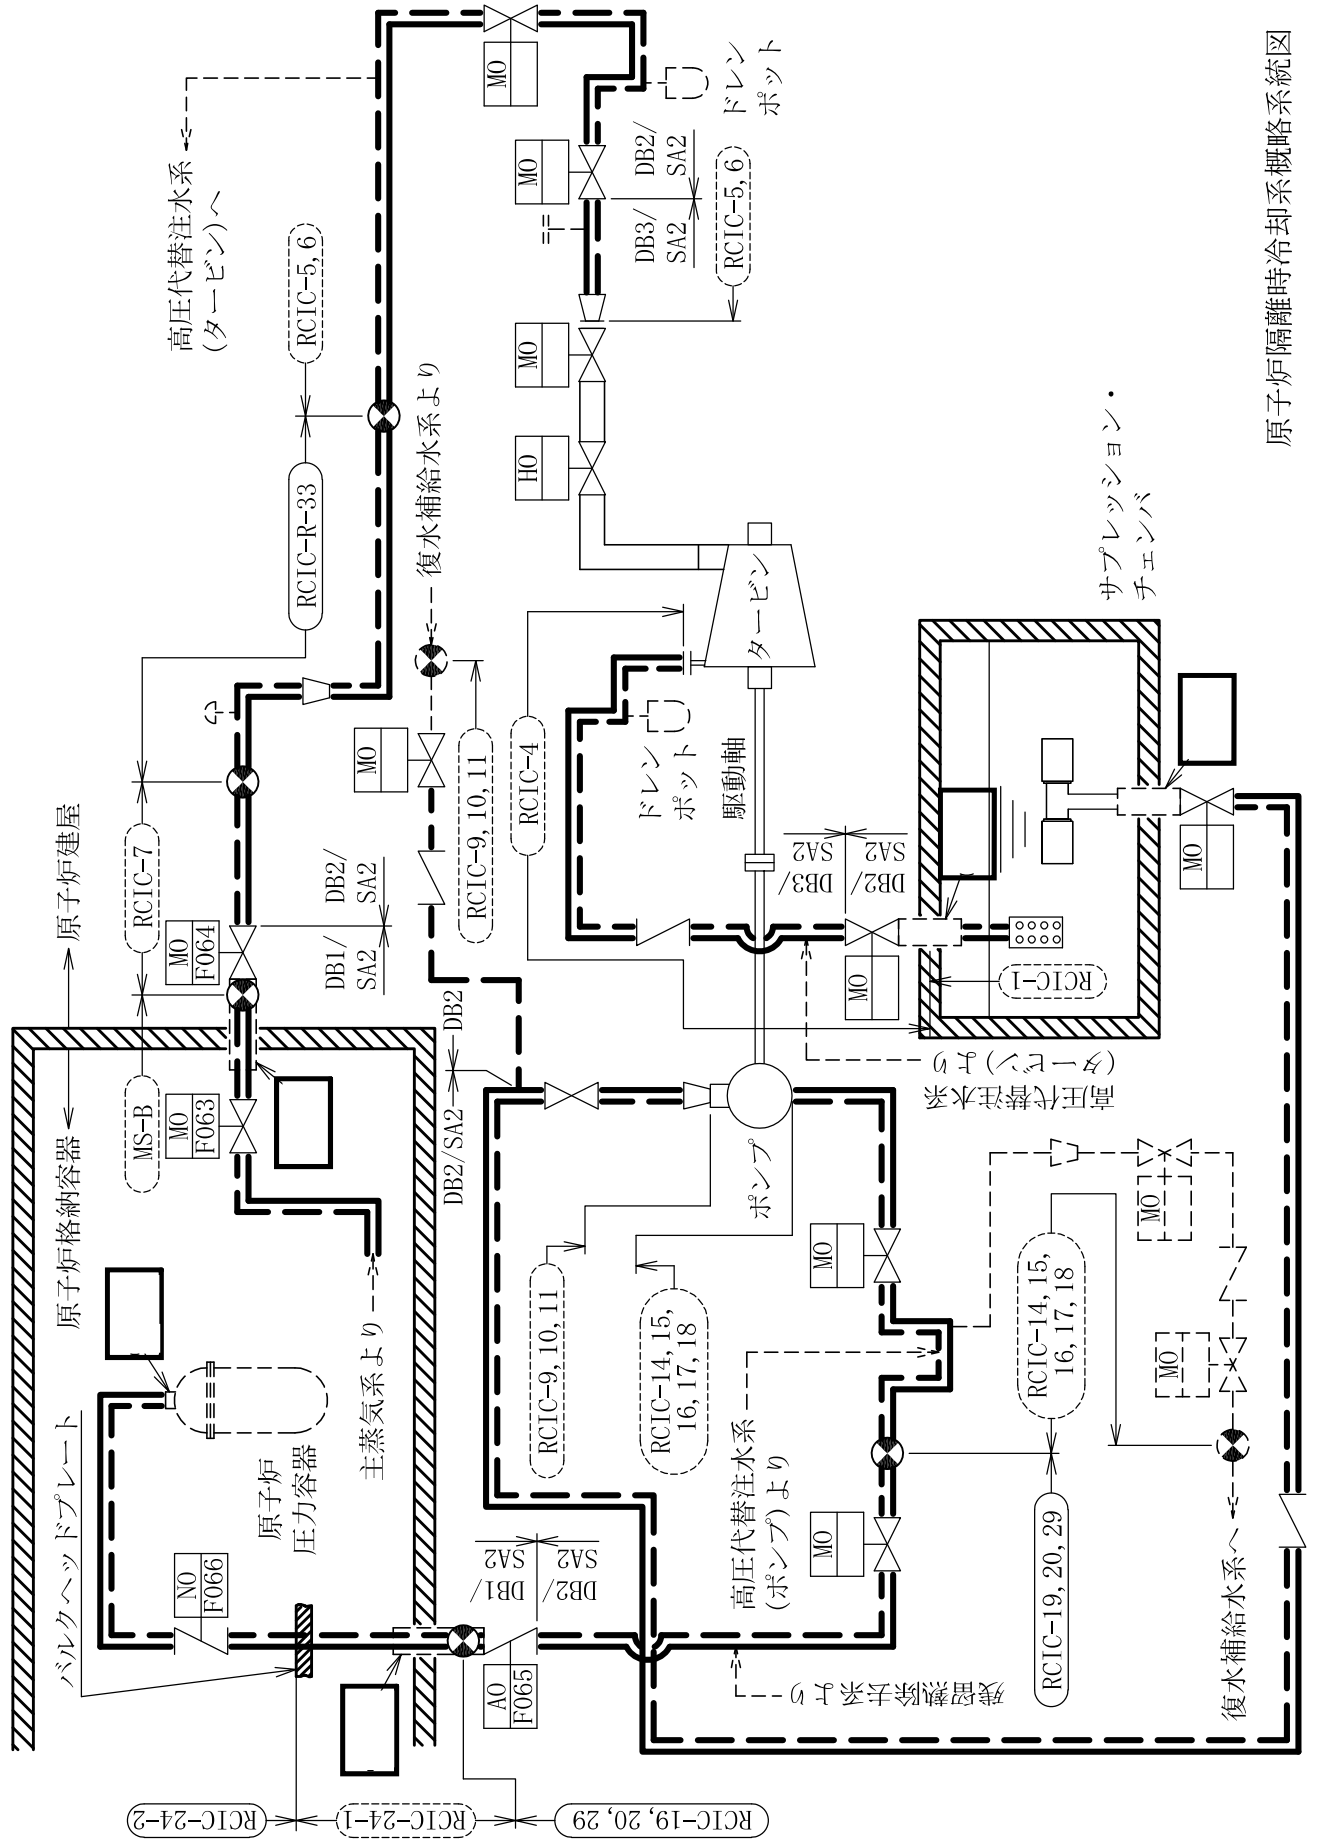 原子炉隔離時冷却系概略系統図
バルクヘッドプレート
原子炉格納容器
原子炉建屋
原子炉
圧力容器
主蒸気系より
NO
F066
AO
F065
MO
F063
MO
F064
MS-B
RCIC-7
RCIC-R-33
RCIC-5,6
高圧代替注水系
(タービン)へ
MO
ドレン
ポット
MO
DB2/
SA2
DB3/
SA2
RCIC-5,6
MO
HO
タービン
DB1/
SA2
DB2/
SA2
復水補給水系より
MO
RCIC-9,10,11
RCIC-4
ドレン
ポット
駆動軸
DB3/
SA2
DB2/
SA2
MO
RCIC-1
サプレッション・
チェンバ
MO
高圧代替注水系
(タービン)より
DB2/SA2
DB2
ポンプ
RCIC-9,10,11
RCIC-14,15,
16,17,18
MO
高圧代替注水系
(ポンプ)より
MO
RCIC-14,15,
16,17,18
RCIC-19,20,29
MO
MO
復水補給水系へ
残留熱除去系より
DB1/
SA2
DB2/
SA2
RCIC-24-2
RCIC-24-1
RCIC-19,20,29